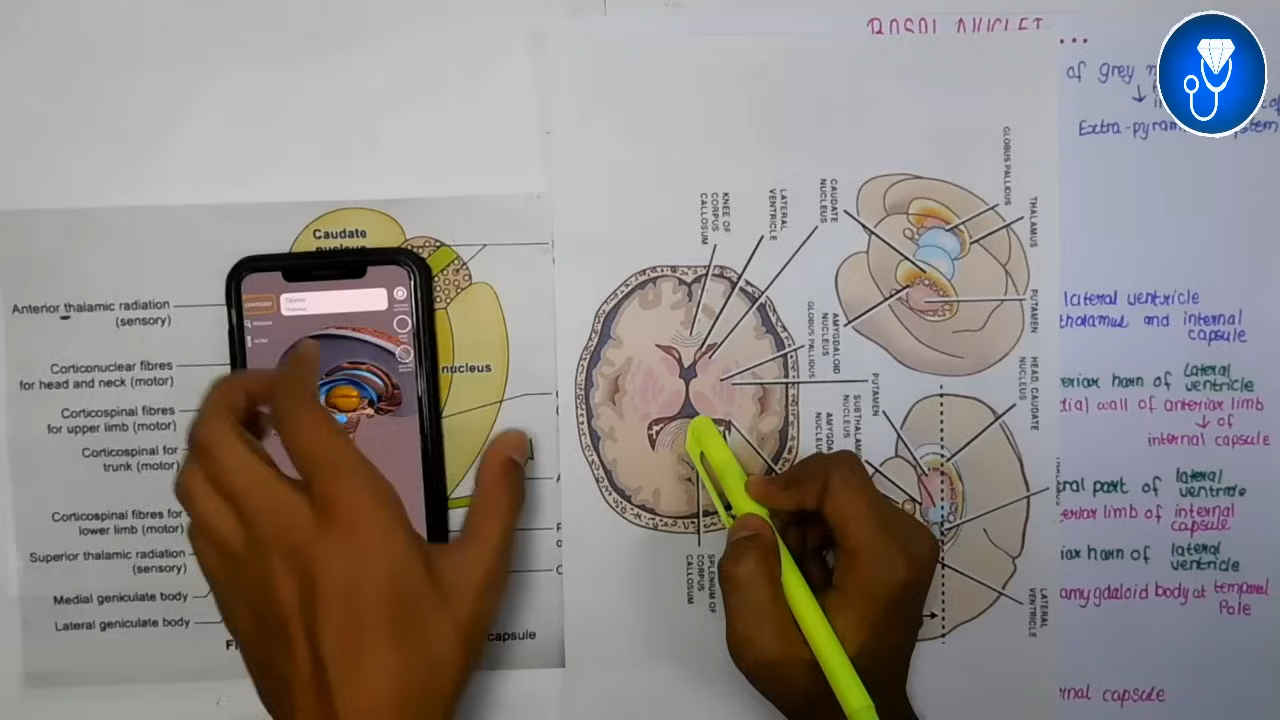 BASAL NUCLEI ...
of grey
↓
Extra-pyram
lateral ventricle
thalamus and internal
capsule
horn of lateral
ventricle
wall of anterior limb
↓ of
internal capsule
part of lateral
ventricle
limb of internal
capsule
horn of lateral
ventricle
amygdaloid body at temporal
Pole
capsule
Caudate
nucleus
nucleus
Anterior thalamic radiation
(sensory)
Corticonuclear fibres
for head and neck (motor)
Corticospinal fibres
for upper limb (motor)
Corticospinal for
trunk (motor)
Corticospinal fibres for
lower limb (motor)
Superior thalamic radiation
(sensory)
Medial geniculate body
Lateral geniculate body
capsule
KNEE OF
CORPUS
CALLOSUM
LATERAL
VENTRICLE
CAUDATE
NUCLEUS
GLOBUS PALLIDUS
THALAMUS
PUTAMEN
AMYGDALOID
NUCLEUS
GLOBUS PALLIDUS
PUTAMEN
HEAD, CAUDATE
NUCLEUS
NUCLEUS
LATERAL
VENTRICLE
SPLENIUM OF
CORPUS
CALLOSUM